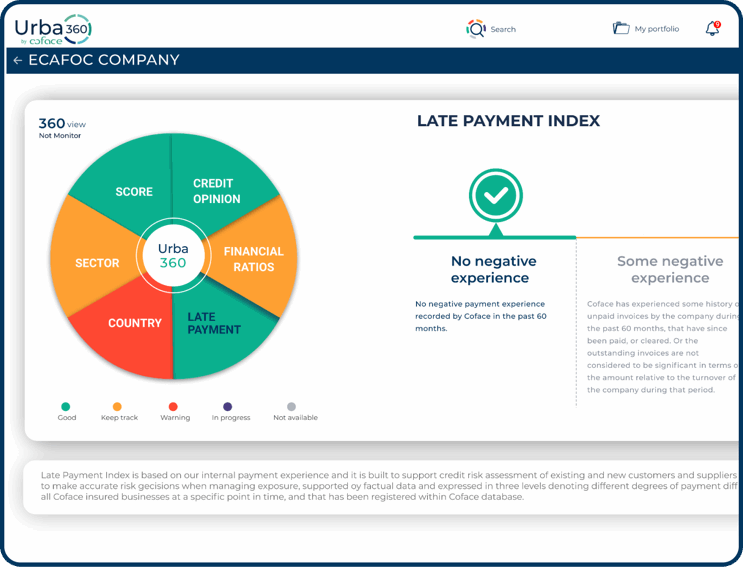 Urba 360
by coface
Search
My portfolio
9
← ECAFOC COMPANY
360 view
Not Monitor
SCORE
CREDIT
OPINION
SECTOR
Urba
360
FINANCIAL
RATIOS
COUNTRY
LATE
PAYMENT
Good
Keep track
Warning
In progress
Not available
LATE PAYMENT INDEX
No negative
experience
No negative payment experience
recorded by Coface in the past 60
months.
Some negative
experience
Coface has experienced some history o
unpaid invoices by the company during
the past 60 months, that have since
been paid, or cleared. Or the
outstanding invoices are not
considered to be significant in terms o
the amount relative to the turnover of
the company during that period.
Late Payment Index is based on our internal payment experience and it is built to support credit risk assessment of existing and new customers and suppliers
to make accurate risk gecisions when managing exposure, supported oy factual data and expressed in three levels denoting different degrees of payment diff
all Coface insured businesses at a specific point in time, and that has been registered within Coface database.